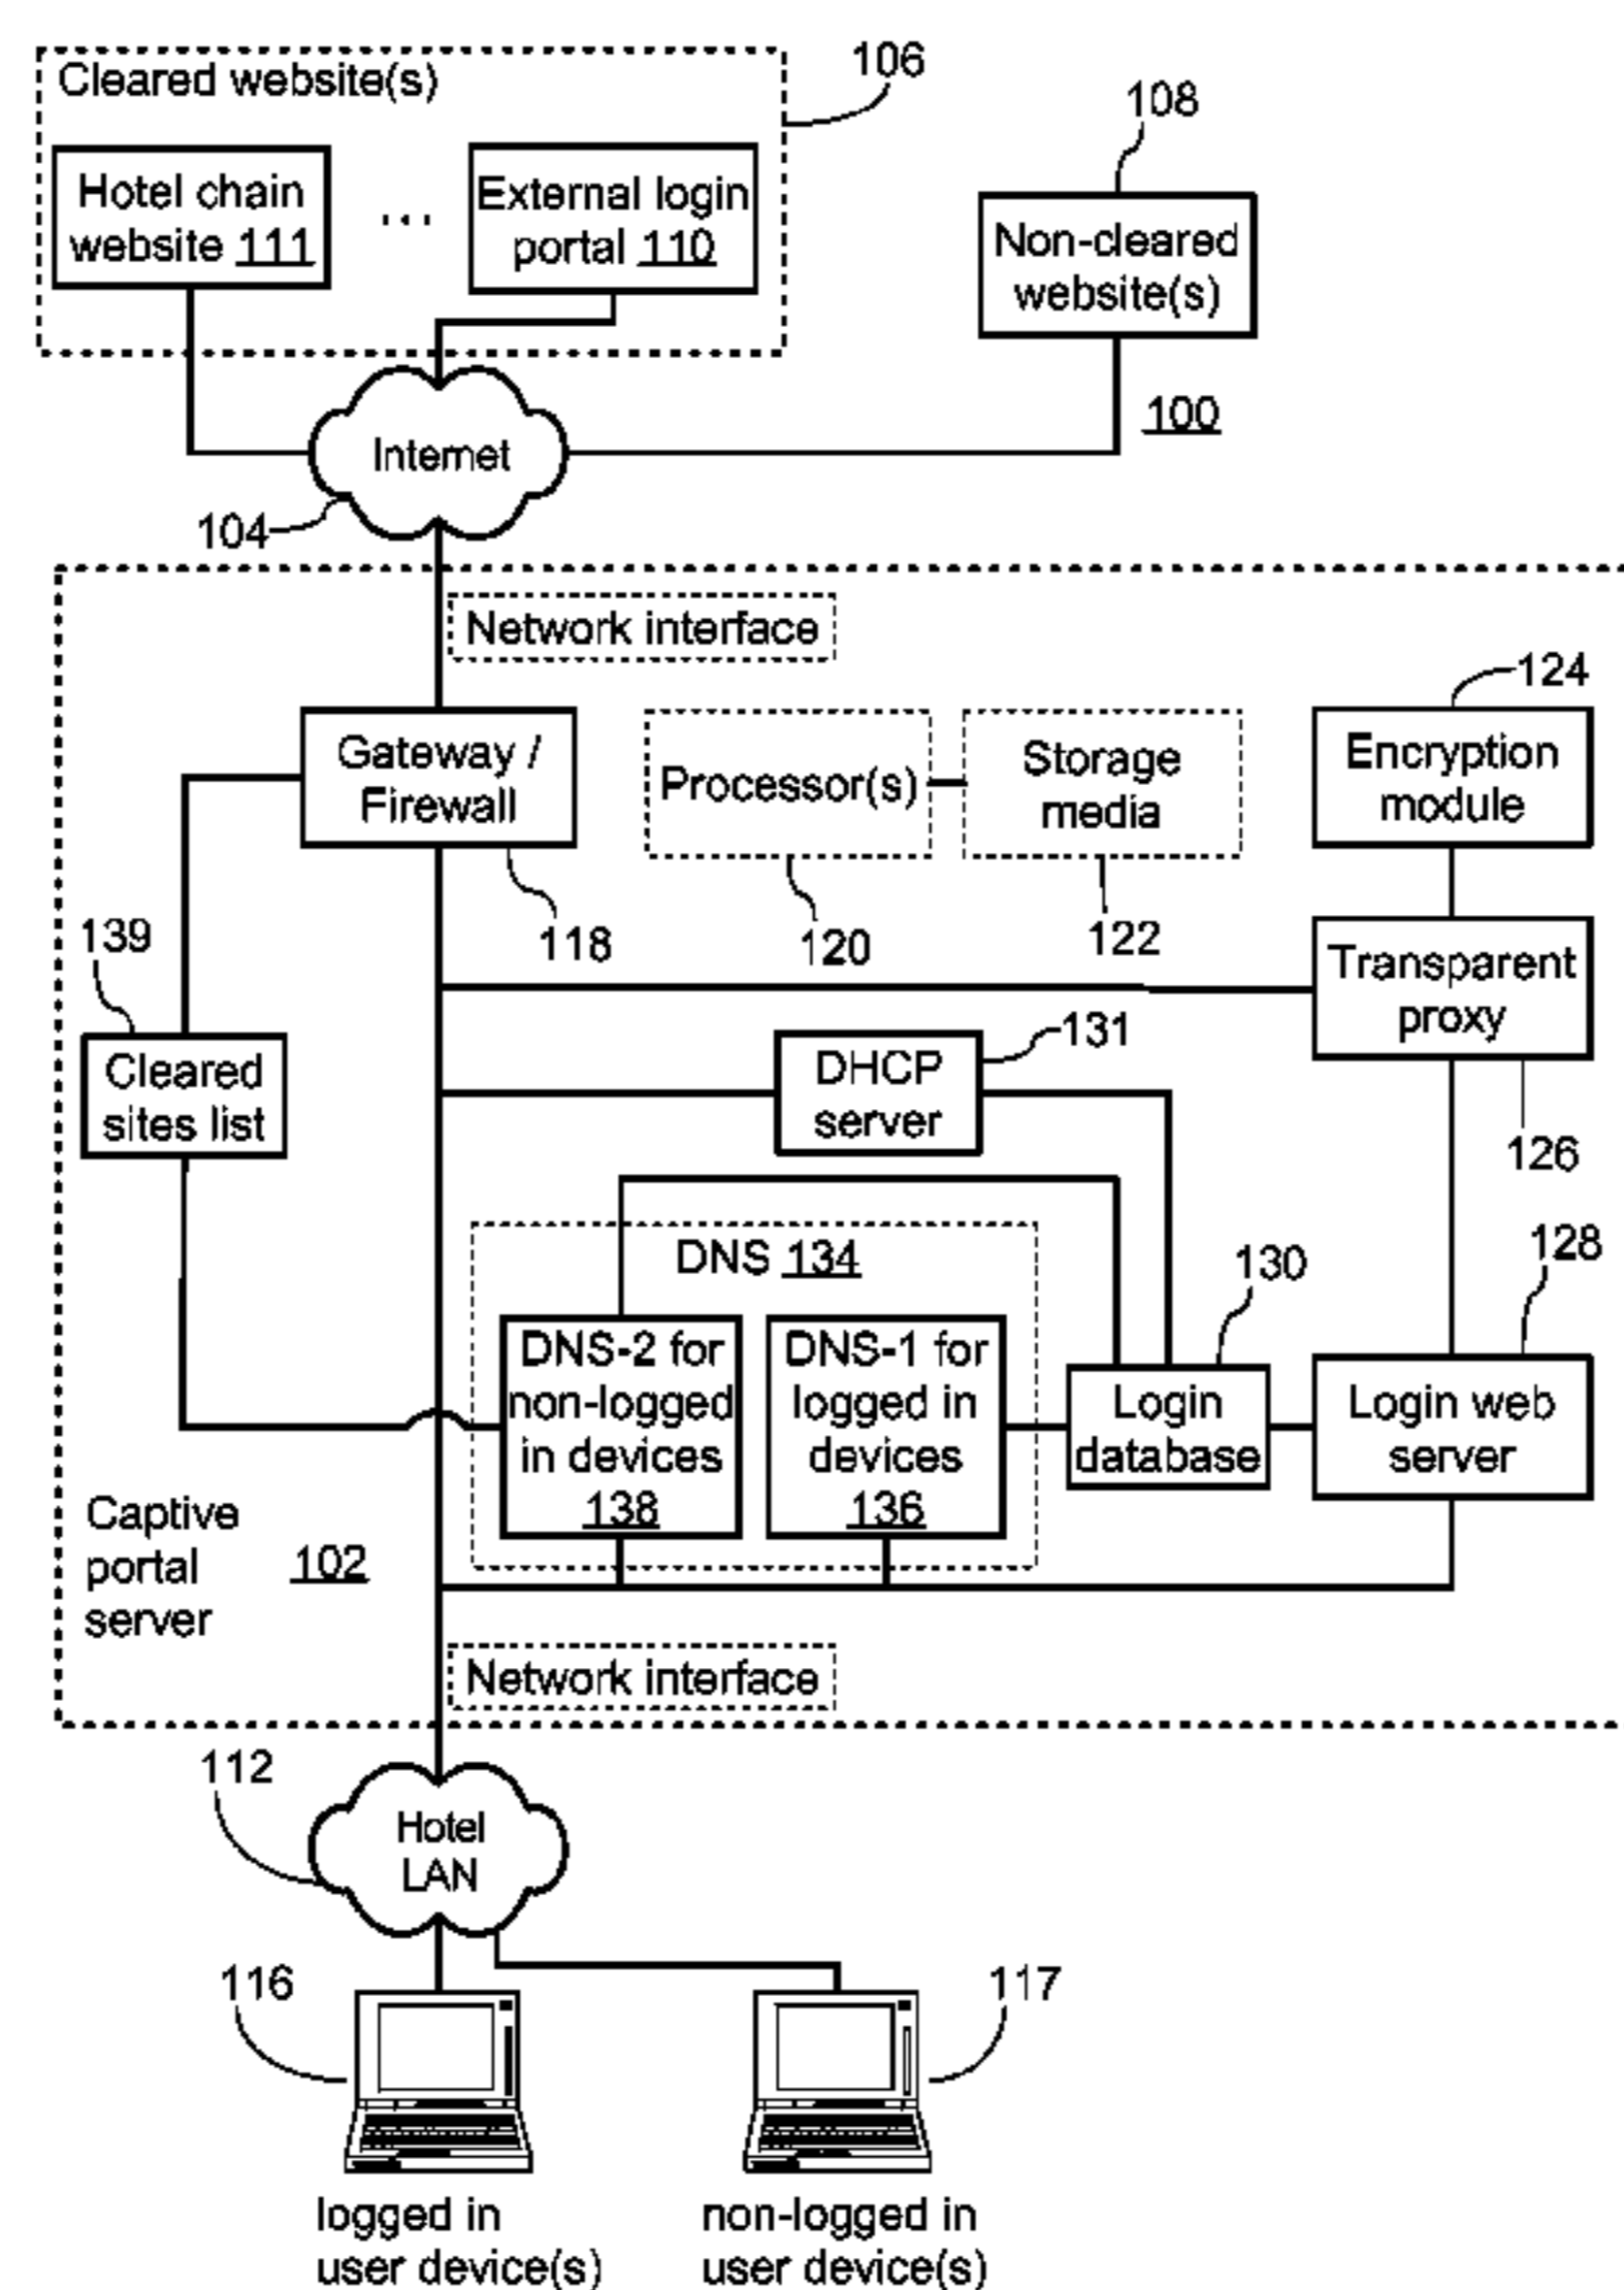 Cleared website(s)
106
108
Hotel chain
website 111
...
External login
portal 110
Non-cleared
website(s)
100
Internet
104
Network interface
124
Gateway /
Firewall
Processor(s)
Storage
media
Encryption
module
118
120
122
139
Transparent
proxy
131
Cleared
sites list
DHCP
server
126
DNS 134
130
128
DNS-2 for
non-logged
in devices
138
DNS-1 for
logged in
devices
136
Login
database
Login web
server
Captive
portal
server
102
Network interface
112
Hotel
LAN
116
117
logged in
user device(s)
non-logged in
user device(s)